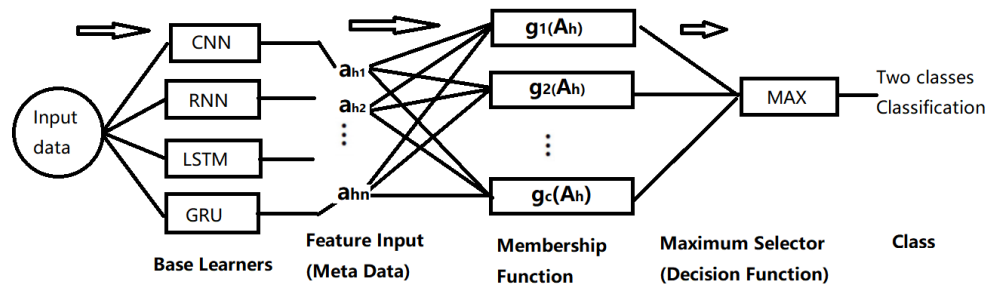 Input
data
CNN
RNN
LSTM
GRU
Base Learners
ah1
ah2
⋮
ahn
Feature Input
(Meta Data)
g1(Ah)
g2(Ah)
⋮
gc(Ah)
Membership
Function
MAX
Maximum Selector
(Decision Function)
Two classes
Classification
Class